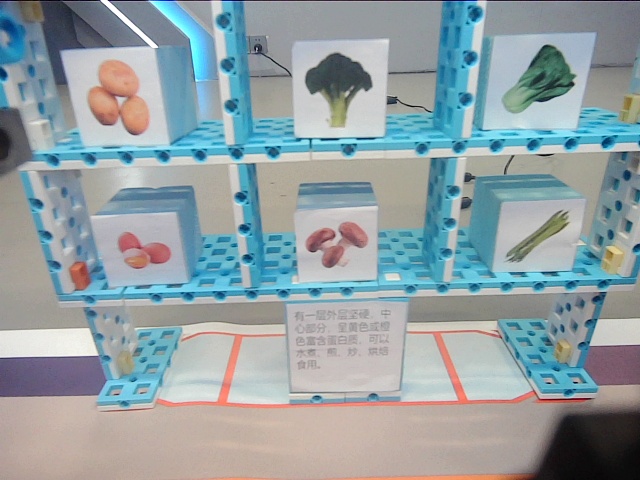 有一层外层坚硬，中
心部分，呈黄色或橙
色富含蛋白质，可以
水煮、煎、炒、烘焙
食用。